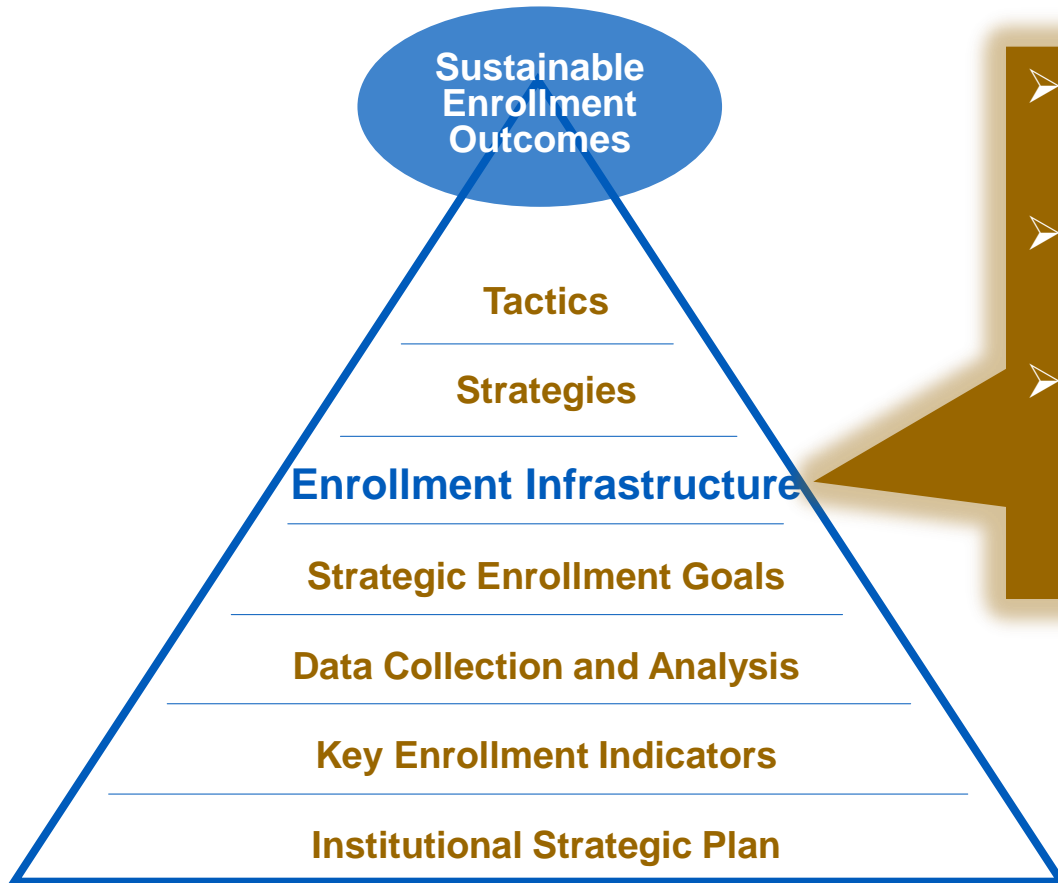 Sustainable
Enrollment
Outcomes
Tactics
Strategies
Enrollment Infrastructure
Strategic Enrollment Goals
Data Collection and Analysis
Key Enrollment Indicators
Institutional Strategic Plan